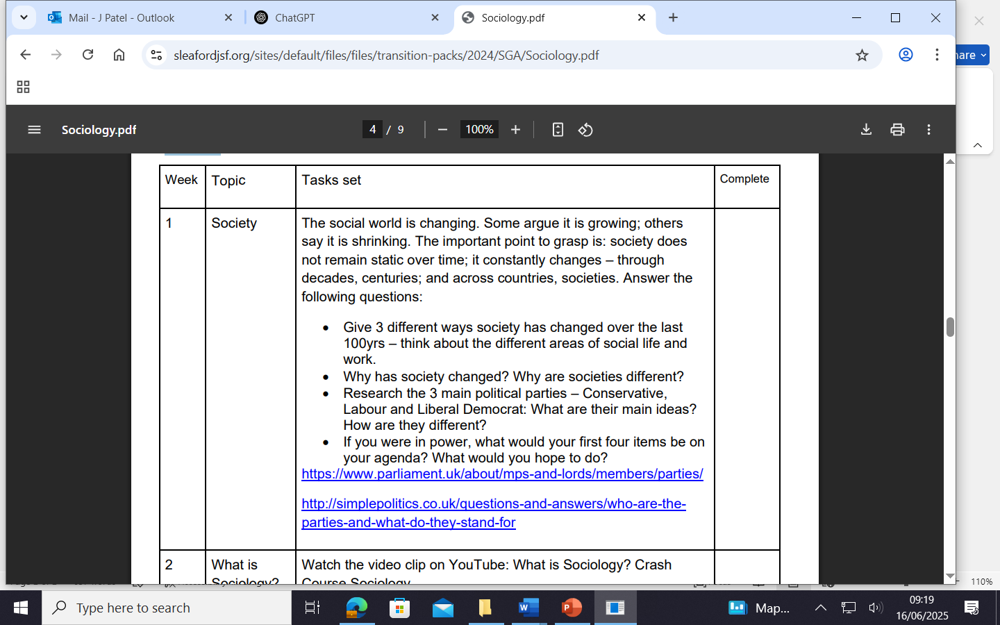 Mail - J Patel - Outlook
ChatGPT
Sociology.pdf
sleafordjsf.org/sites/default/files/files/transition-packs/2024/SGA/Sociology.pdf
hare
Sociology.pdf
4 / 9
100%
Week Topic Tasks set Complete
1 Society The social world is changing. Some argue it is growing; others
say it is shrinking. The important point to grasp is: society does
not remain static over time; it constantly changes – through
decades, centuries; and across countries, societies. Answer the
following questions:
• Give 3 different ways society has changed over the last
100yrs – think about the different areas of social life and
work.
• Why has society changed? Why are societies different?
• Research the 3 main political parties – Conservative,
Labour and Liberal Democrat: What are their main ideas?
How are they different?
• If you were in power, what would your first four items be on
your agenda? What would you hope to do?
https://www.parliament.uk/about/mps-and-lords/members/parties/
http://simplepolitics.co.uk/questions-and-answers/who-are-the-
parties-and-what-do-they-stand-for
2 What is Watch the video clip on YouTube: What is Sociology? Crash
Sociology? Course Sociology
110%
Type here to search
Map...
09:19
16/06/2025